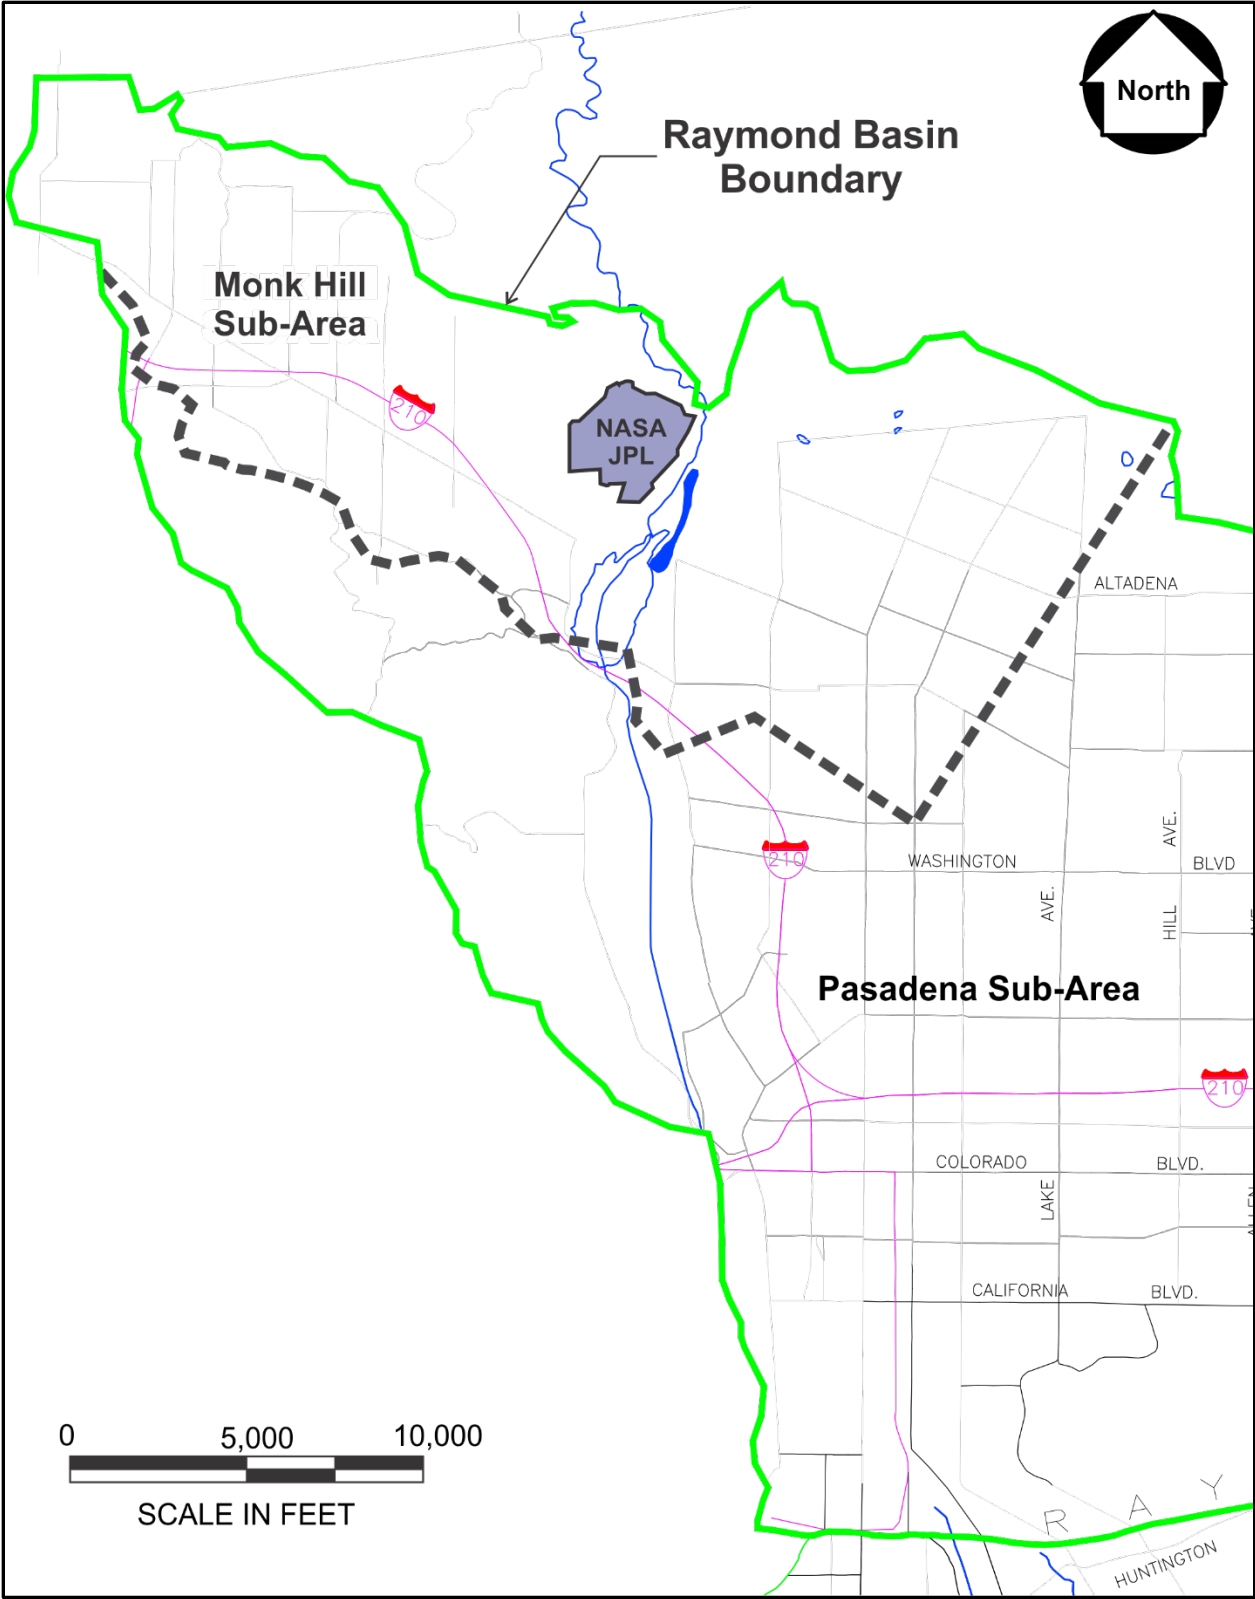 North
Raymond Basin
Boundary
Monk Hill
Sub-Area
210
NASA
JPL
ALTADENA
AVE.
210
WASHINGTON
BLVD
AVE.
HILL
Pasadena Sub-Area
210
COLORADO
BLVD.
LAKE
CALIFORNIA
BLVD.
0
5,000
10,000
SCALE IN FEET
R A Y
HUNTINGTON